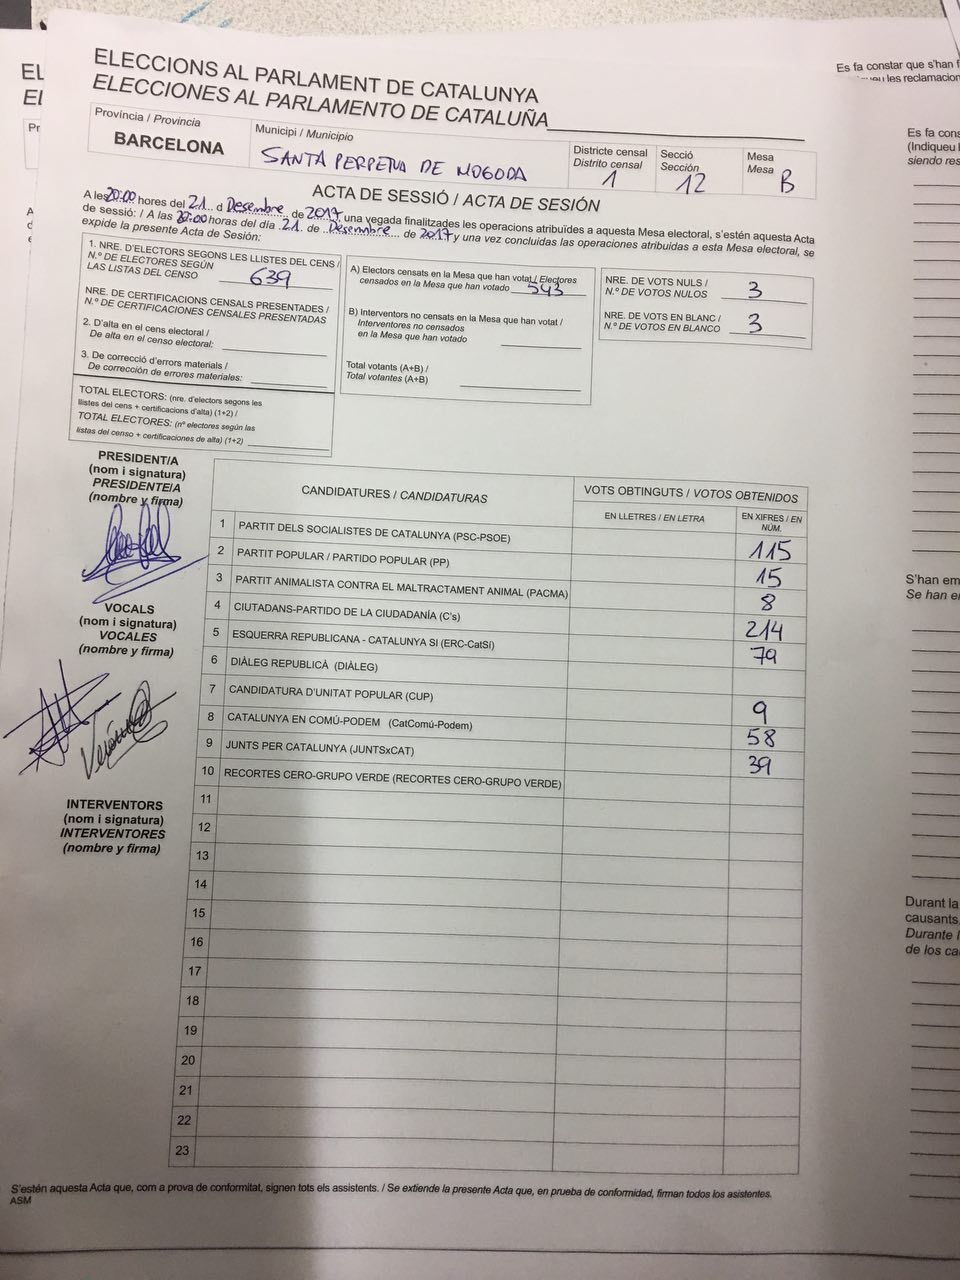 ELECCIONS AL PARLAMENT DE CATALUNYA
ELECCIONES AL PARLAMENTO DE CATALUÑA
Província / Provincia
BARCELONA
Municipi / Municipio
SANTA PERPETUA DE MOGODA
Districte censal
Distrito censal
1
Secció
Sección
12
Mesa
Mesa
B
ACTA DE SESSIÓ / ACTA DE SESIÓN
A les 20:00 hores del 21 d Desembre de 2017, una vegada finalitzades les operacions atribuïdes a aquesta Mesa electoral, s'estén aquesta Acta
de sessió: / A las 20:00 horas del día 21 de Desembre de 2017 y una vez concluidas las operaciones atribuidas a esta Mesa electoral, se
expide la presente Acta de Sesión:
1. NRE. D'ELECTORS SEGONS LES LLISTES DEL CENS /
N.º DE ELECTORES SEGÚN
LAS LISTAS DEL CENSO 639
NRE. DE CERTIFICACIONS CENSALS PRESENTADES /
N.º DE CERTIFICACIONES CENSALES PRESENTADAS
2. D'alta en el cens electoral /
De alta en el censo electoral:
3. De correcció d'errors materials /
De corrección de errores materiales:
TOTAL ELECTORS: (nre. d'electors segons les
llistes del cens + certificacions d'alta) (1+2) /
TOTAL ELECTORES: (nº electores según las
listas del censo + certificaciones de alta) (1+2)
A) Electors censats en la Mesa que han votat / Electores
censados en la Mesa que han votado 543
B) Interventors no censats en la Mesa que han votat /
Interventores no censados
en la Mesa que han votado
Total votants (A+B) /
Total votantes (A+B)
NRE. DE VOTS NULS /
N.º DE VOTOS NULOS 3
NRE. DE VOTS EN BLANC /
N.º DE VOTOS EN BLANCO 3
PRESIDENT/A
(nom i signatura)
PRESIDENTE/A
(nombre y firma)
VOCALS
(nom i signatura)
VOCALES
(nombre y firma)
INTERVENTORS
(nom i signatura)
INTERVENTORES
(nombre y firma)
CANDIDATURES / CANDIDATURAS
VOTS OBTINGUTS / VOTOS OBTENIDOS
EN LLETRES / EN LETRA
EN XIFRES / EN
NÚM.
1 PARTIT DELS SOCIALISTES DE CATALUNYA (PSC-PSOE) 115
2 PARTIT POPULAR / PARTIDO POPULAR (PP) 15
3 PARTIT ANIMALISTA CONTRA EL MALTRACTAMENT ANIMAL (PACMA) 8
4 CIUTADANS-PARTIDO DE LA CIUDADANÍA (C's) 214
5 ESQUERRA REPUBLICANA - CATALUNYA SI (ERC-CatSí) 79
6 DIÀLEG REPUBLICÀ (DIÀLEG)
7 CANDIDATURA D'UNITAT POPULAR (CUP) 9
8 CATALUNYA EN COMÚ-PODEM (CatComú-Podem) 58
9 JUNTS PER CATALUNYA (JUNTSxCAT) 39
10 RECORTES CERO-GRUPO VERDE (RECORTES CERO-GRUPO VERDE)
11
12
13
14
15
16
17
18
19
20
21
22
23
S'estén aquesta Acta que, com a prova de conformitat, signen tots els assistents. / Se extiende la presente Acta que, en prueba de conformidad, firman todos los asistentes.
ASM
Es fa constar que s'han
les reclamacion
Es fa cons
(Indiqueu
siendo res
S'han em
Se han e
Durant la
causants
Durante
de los ca